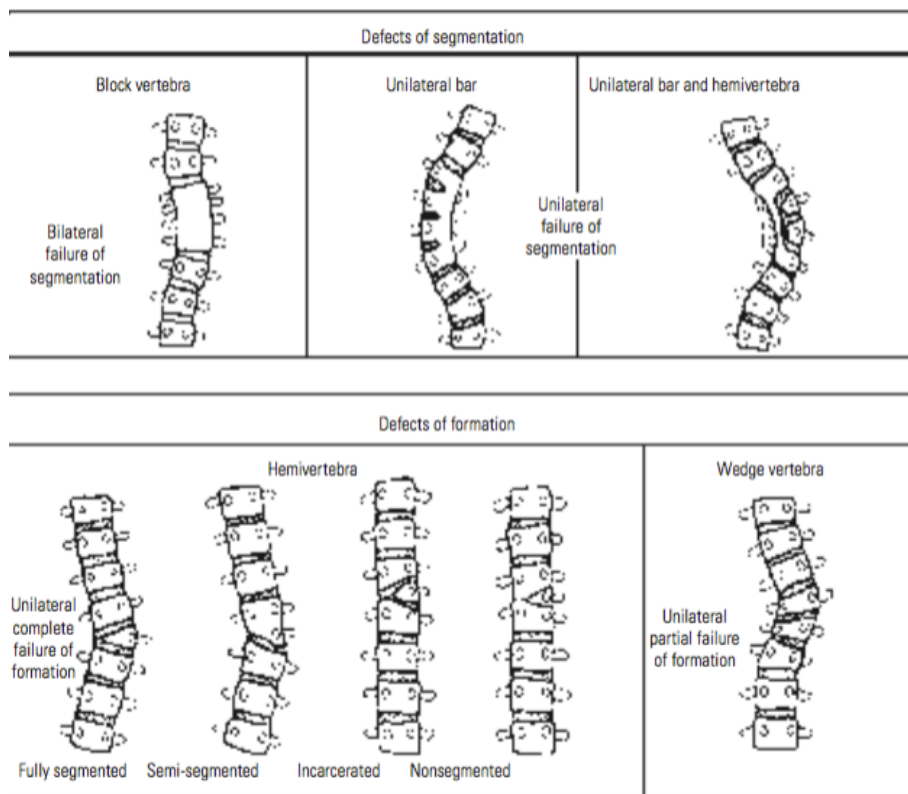 Defects of segmentation
Block vertebra
Unilateral bar
Unilateral bar and hemivertebra
Bilateral
failure of
segmentation
Unilateral
failure of
segmentation
Defects of formation
Hemivertebra
Wedge vertebra
Unilateral
complete
failure of
formation
Unilateral
partial failure
of formation
Fully segmented
Semi-segmented
Incarcerated
Nonsegmented